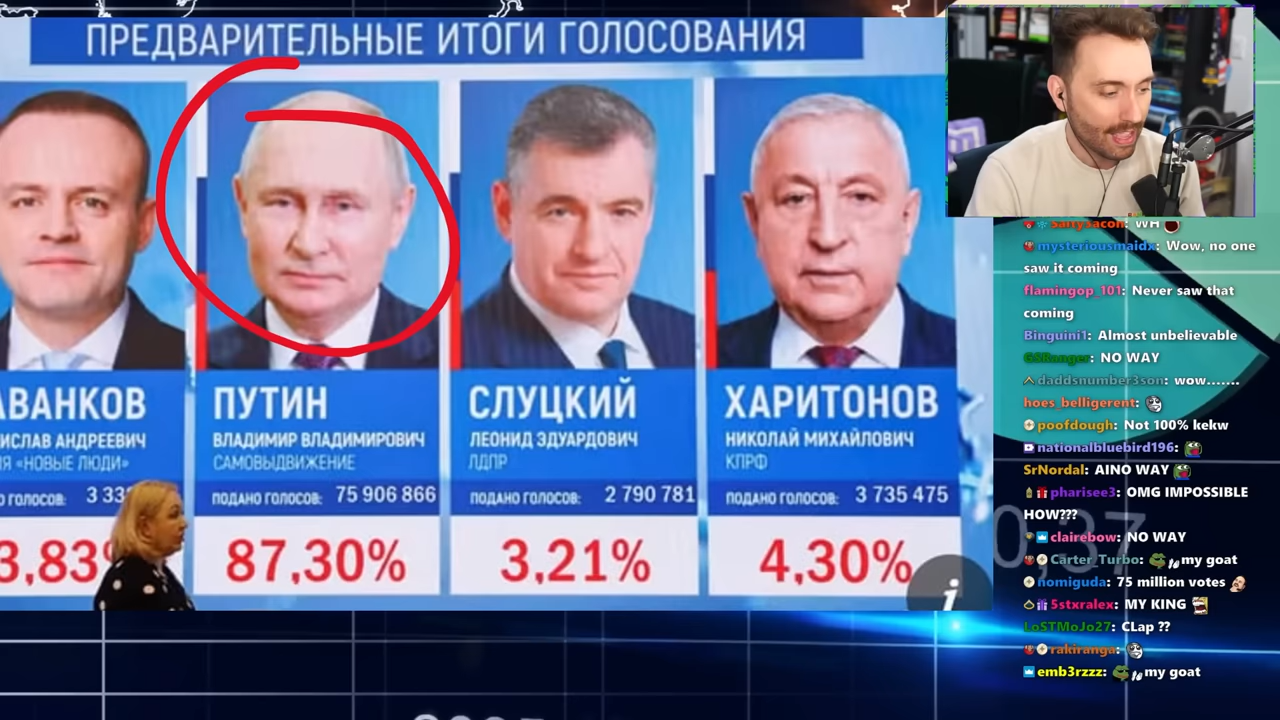 ПРЕДВАРИТЕЛЬНЫЕ ИТОГИ ГОЛОСОВАНИЯ
ПУТИН
ВЛАДИМИР ВЛАДИМИРОВИЧ
САМОВЫДВИЖЕНИЕ
ПОДАНО ГОЛОСОВ: 75 906 866
87,30%
СЛУЦКИЙ
ЛЕОНИД ЭДУАРДОВИЧ
ЛДПР
ПОДАНО ГОЛОСОВ: 2 790 781
3,21%
ХАРИТОНОВ
НИКОЛАЙ МИХАЙЛОВИЧ
КПРФ
ПОДАНО ГОЛОСОВ: 3 735 475
4,30%
АВАНКОВ
ИСЛАВ АНДРЕЕВИЧ
«НОВЫЕ ЛЮДИ»
ГОЛОСОВ:
3,83%
i
0,37
WH
mysteriousmaidx: Wow, no one
saw it coming
flamingop_101: Never saw that
coming
Binguini1: Almost unbelievable
GSRanger: NO WAY
daddsnumber3son: wow.......
hoes_belligerent:
poofdough: Not 100% kekw
nationalbluebird196:
SrNordal: AINO WAY
pharisee3: OMG IMPOSSIBLE
HOW???
clairebow: NO WAY
Carter_Turbo: my goat
nomiguda: 75 million votes
5stxralex: MY KING
LoSTMoJo27: CLap ??
rakiranga:
emb3rzzz: my goat